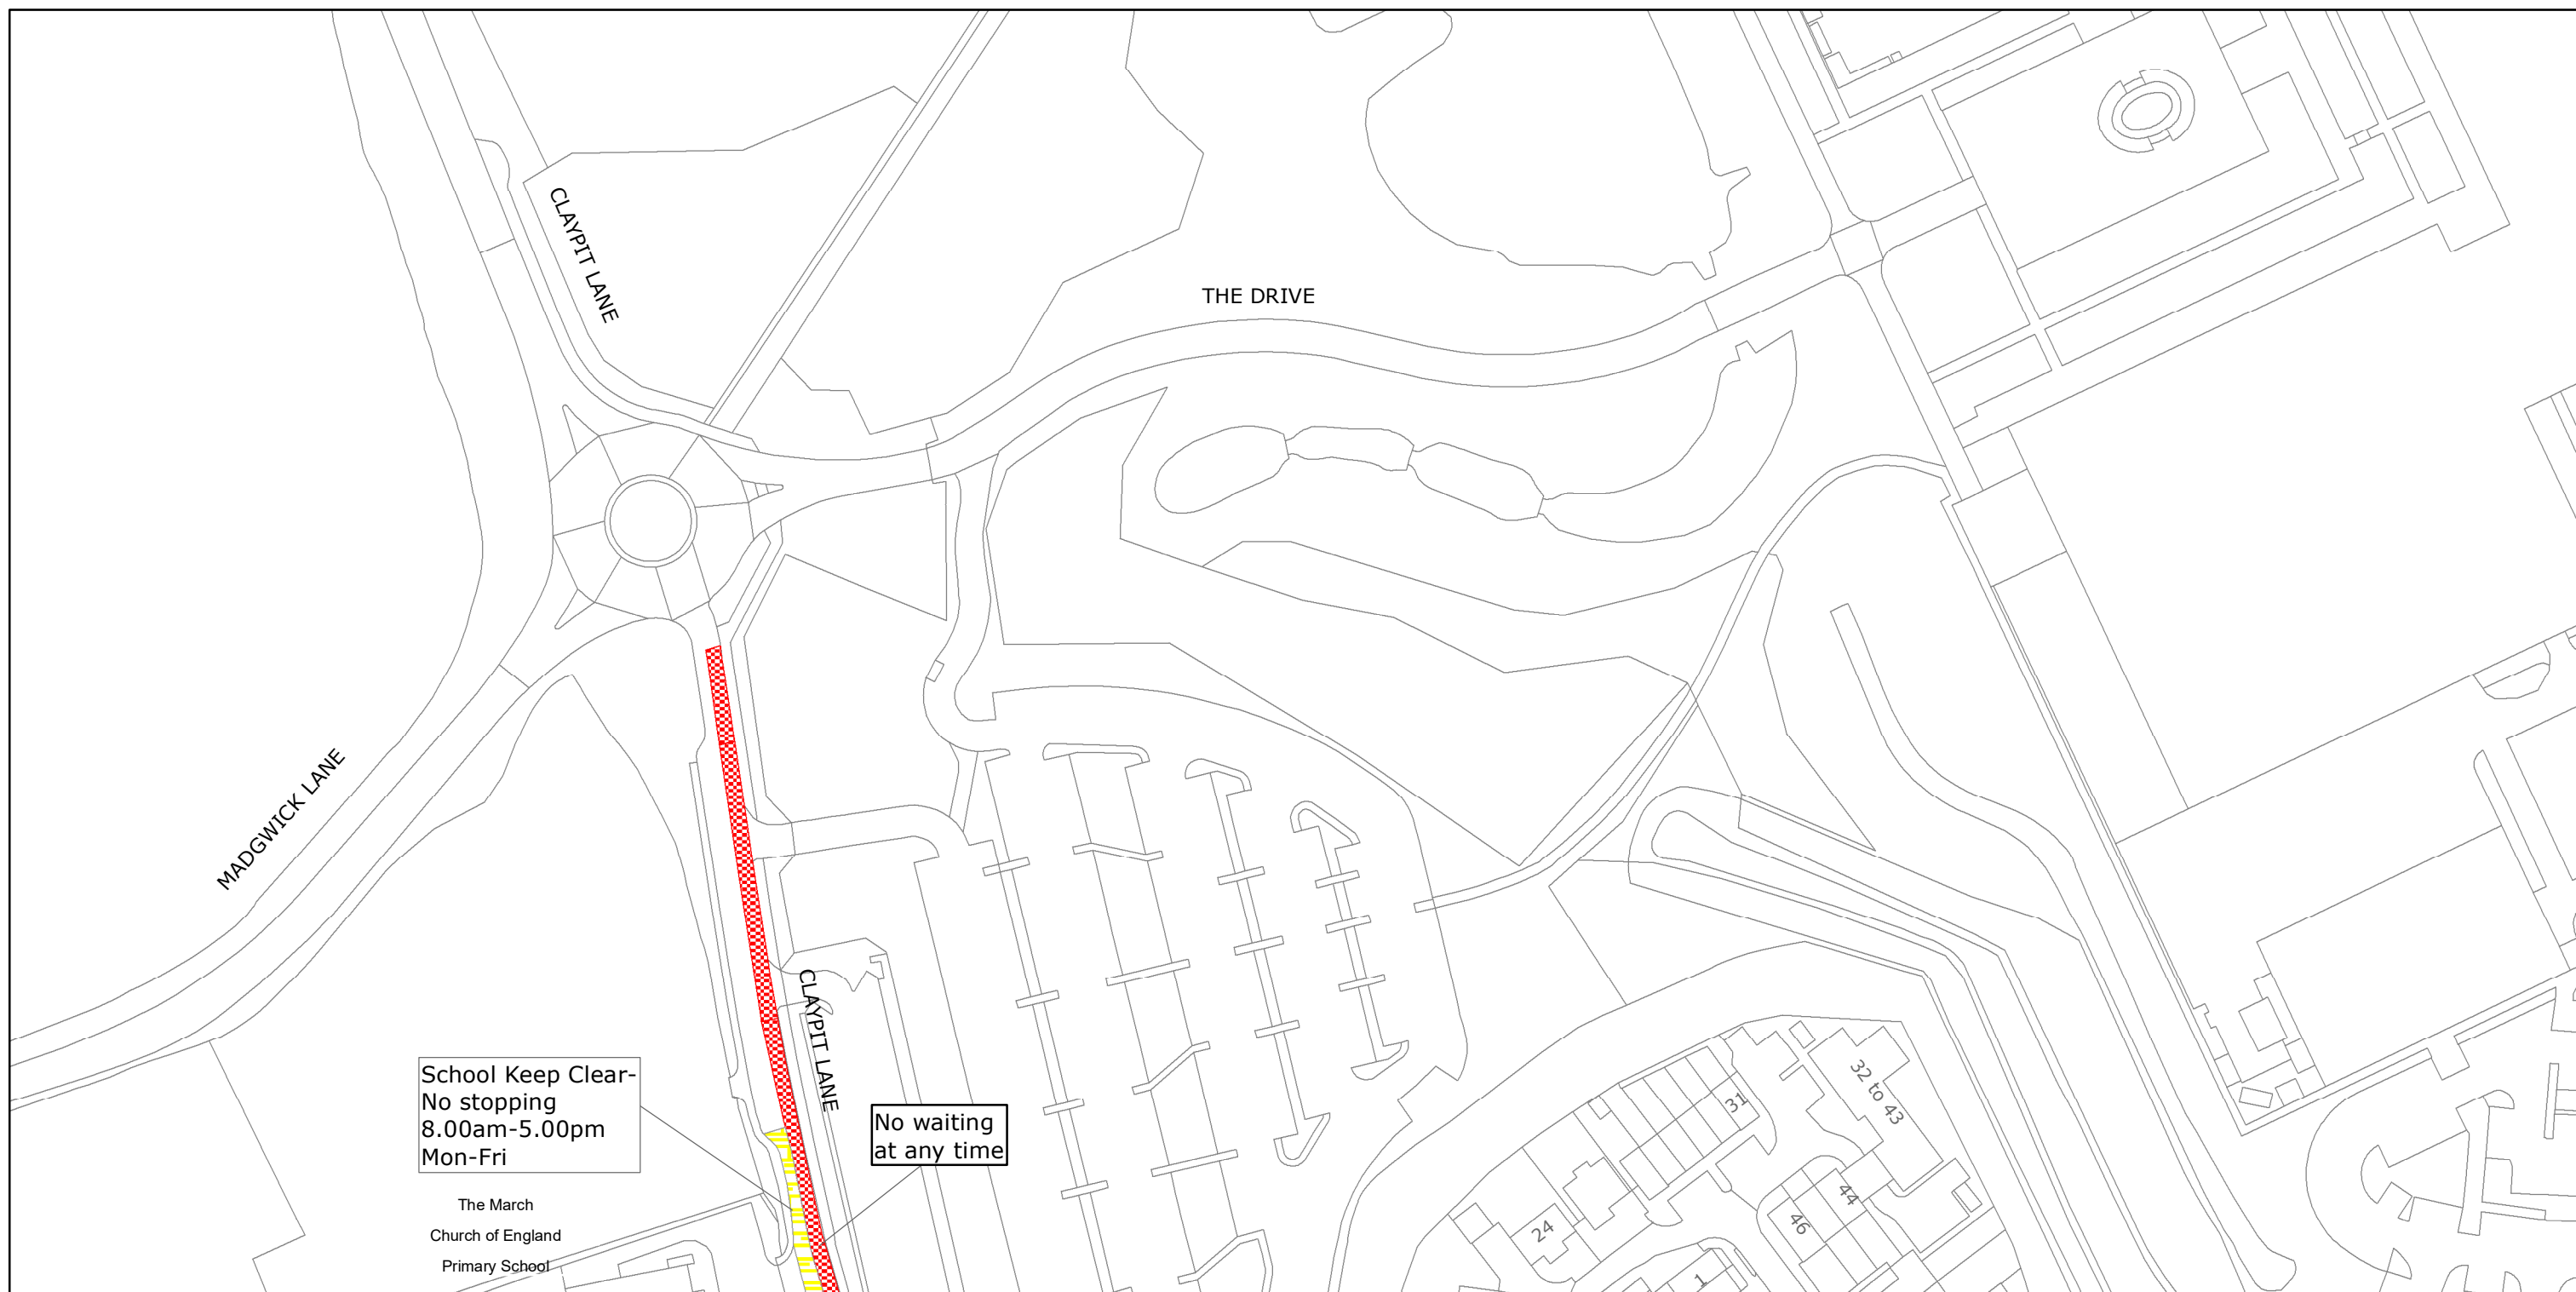 CLAYPIT LANE
THE DRIVE
MADGWICK LANE
CLAYPIT LANE
School Keep Clear-
No stopping
8.00am-5.00pm
Mon-Fri
No waiting
at any time
The March
Church of England
Primary School
31
32 to 43
24
44
46
1